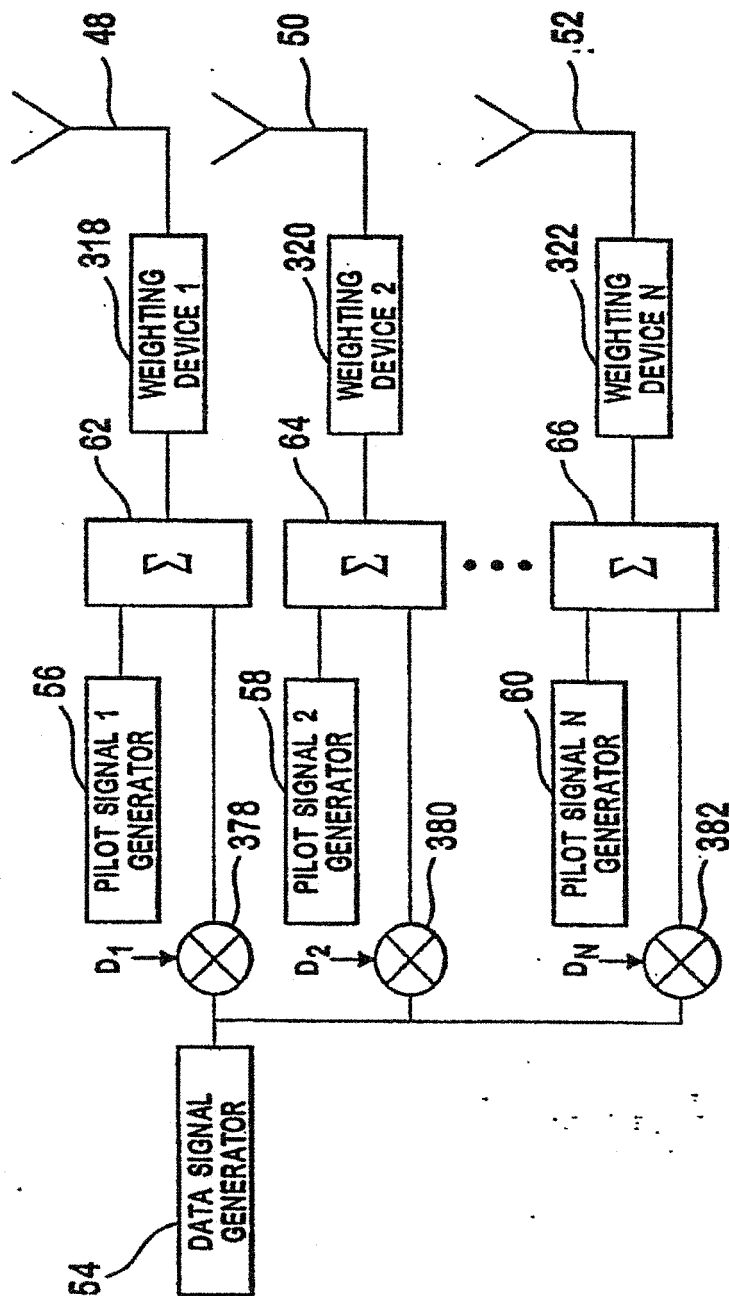 48
318
WEIGHTING
DEVICE 1
62
Σ
56
PILOT SIGNAL 1
GENERATOR
378
D1
50
320
WEIGHTING
DEVICE 2
64
Σ
58
PILOT SIGNAL 2
GENERATOR
380
D2
52
322
WEIGHTING
DEVICE N
66
Σ
60
PILOT SIGNAL N
GENERATOR
382
DN
DATA SIGNAL
GENERATOR
54